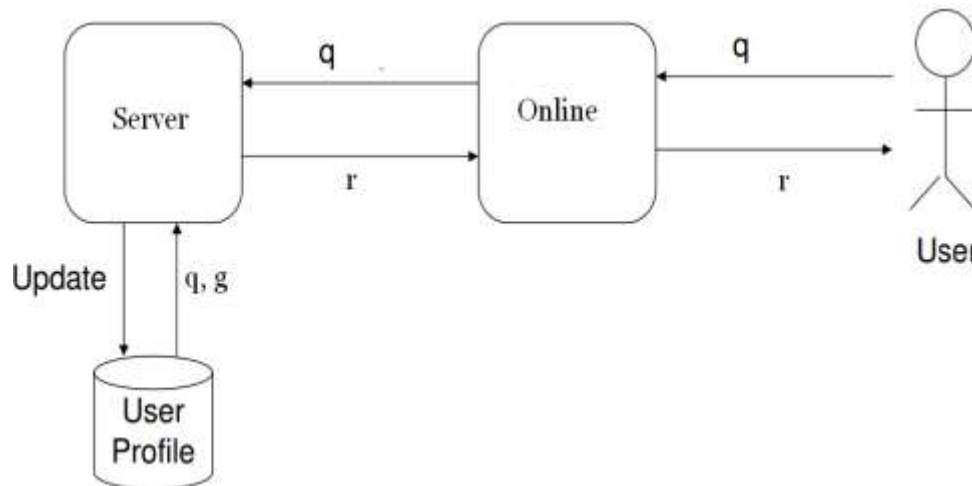 q
q
Server
Online
r
r
User
Update
q, g
User
Profile